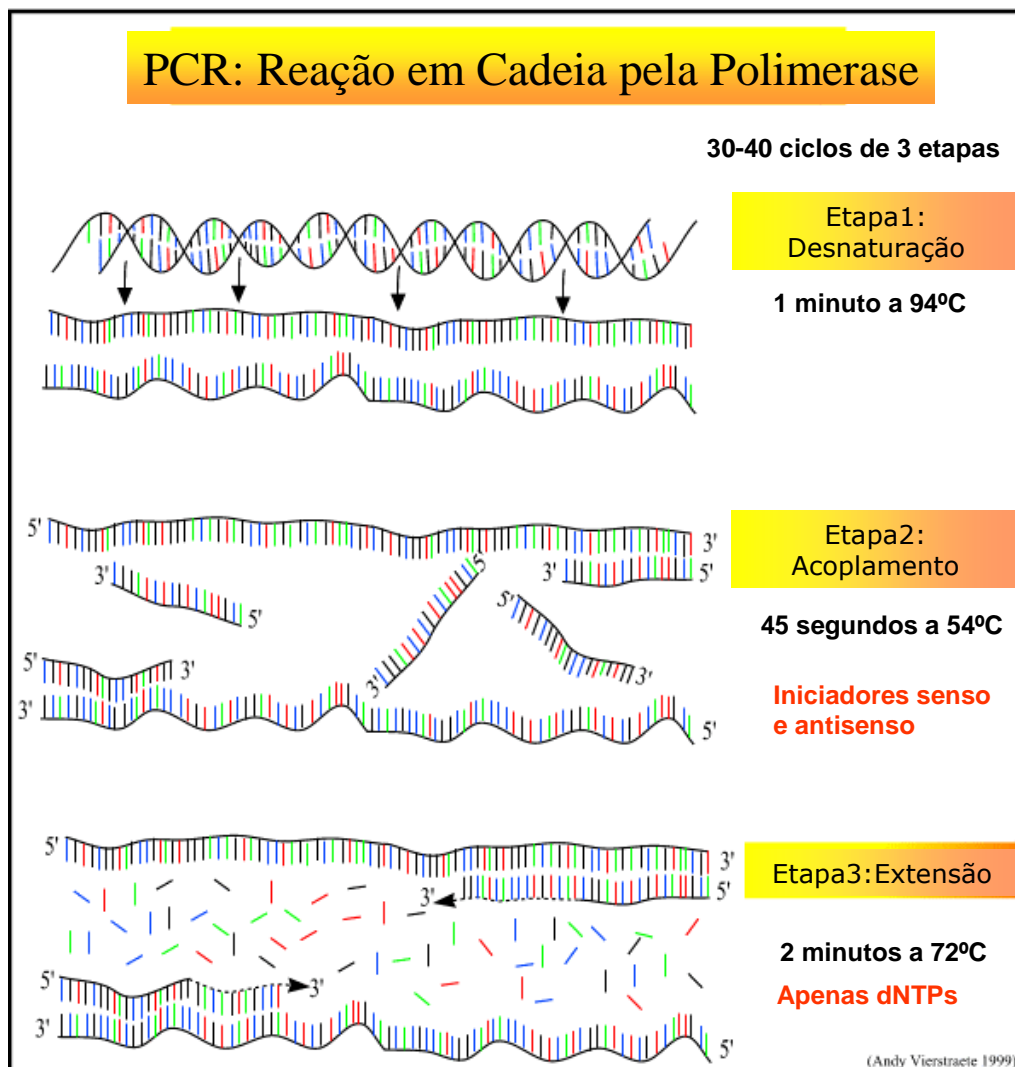 PCR: Reação em Cadeia pela Polimerase
30-40 ciclos de 3 etapas
Etapa1:
Desnaturação
1 minuto a 94ºC
5'
3'
Etapa2:
Acoplamento
3'
5'
3'
5'
5'
5'
3'
3'
45 segundos a 54ºC
5'
3'
3'
5'
Iniciadores senso
e antisenso
5'
3'
Etapa3:Extensão
3'
5'
2 minutos a 72ºC
Apenas dNTPs
5'
3'
3'
5'
(Andy Vierstraete 1999)